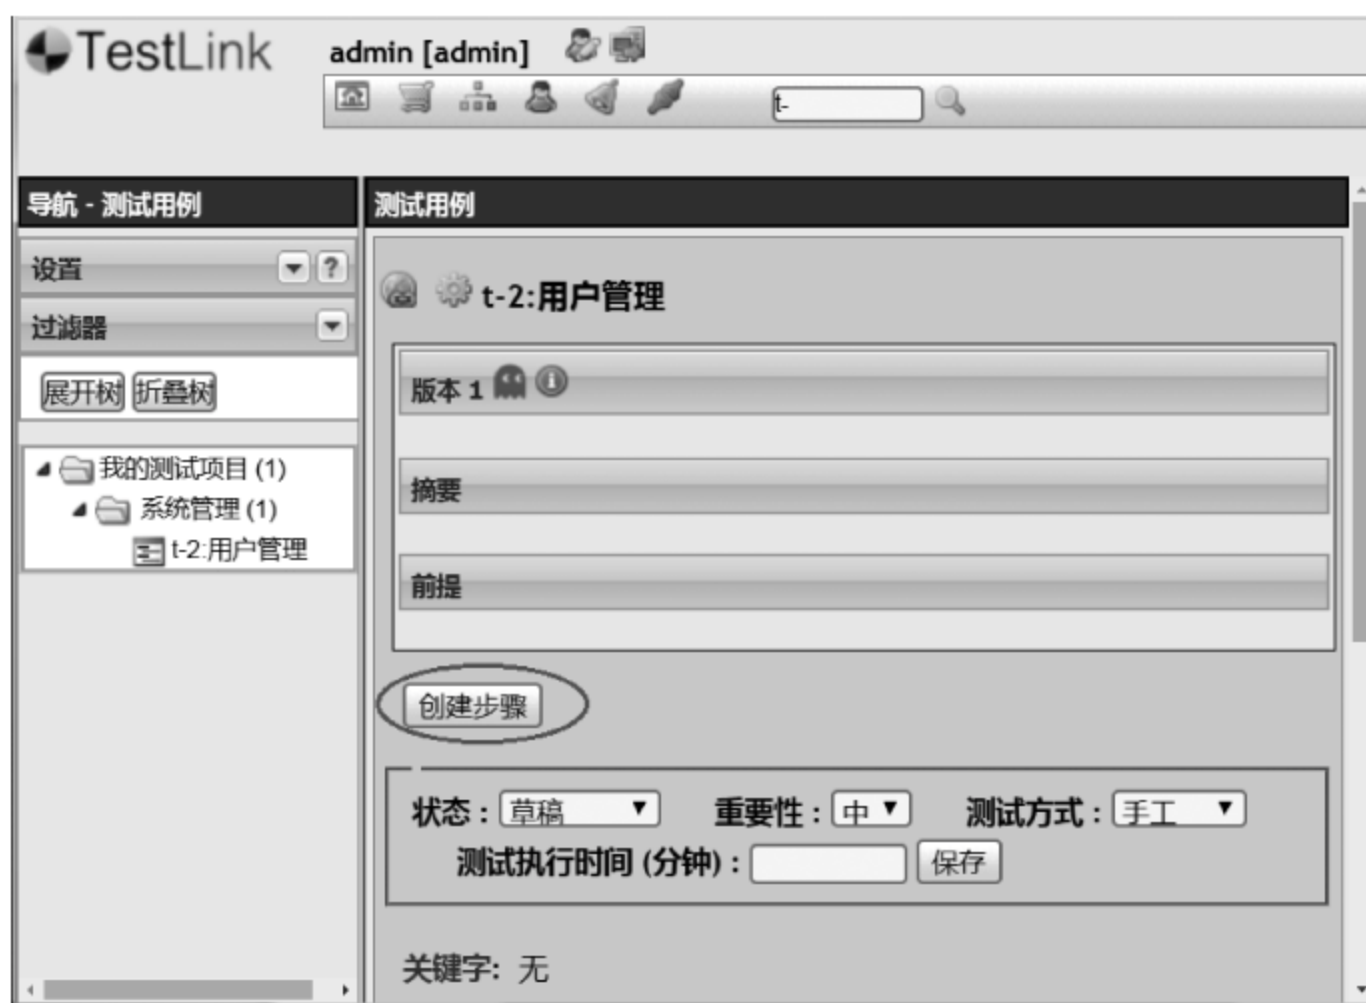 TestLink
admin [admin]
t-
导航 - 测试用例
设置
?
过滤器
展开树 折叠树
我的测试项目 (1)
系统管理 (1)
t-2:用户管理
测试用例
t-2:用户管理
版本 1
摘要
前提
创建步骤
状态 : 草稿 重要性 : 中 测试方式 : 手工
测试执行时间 (分钟) : 保存
关键字: 无